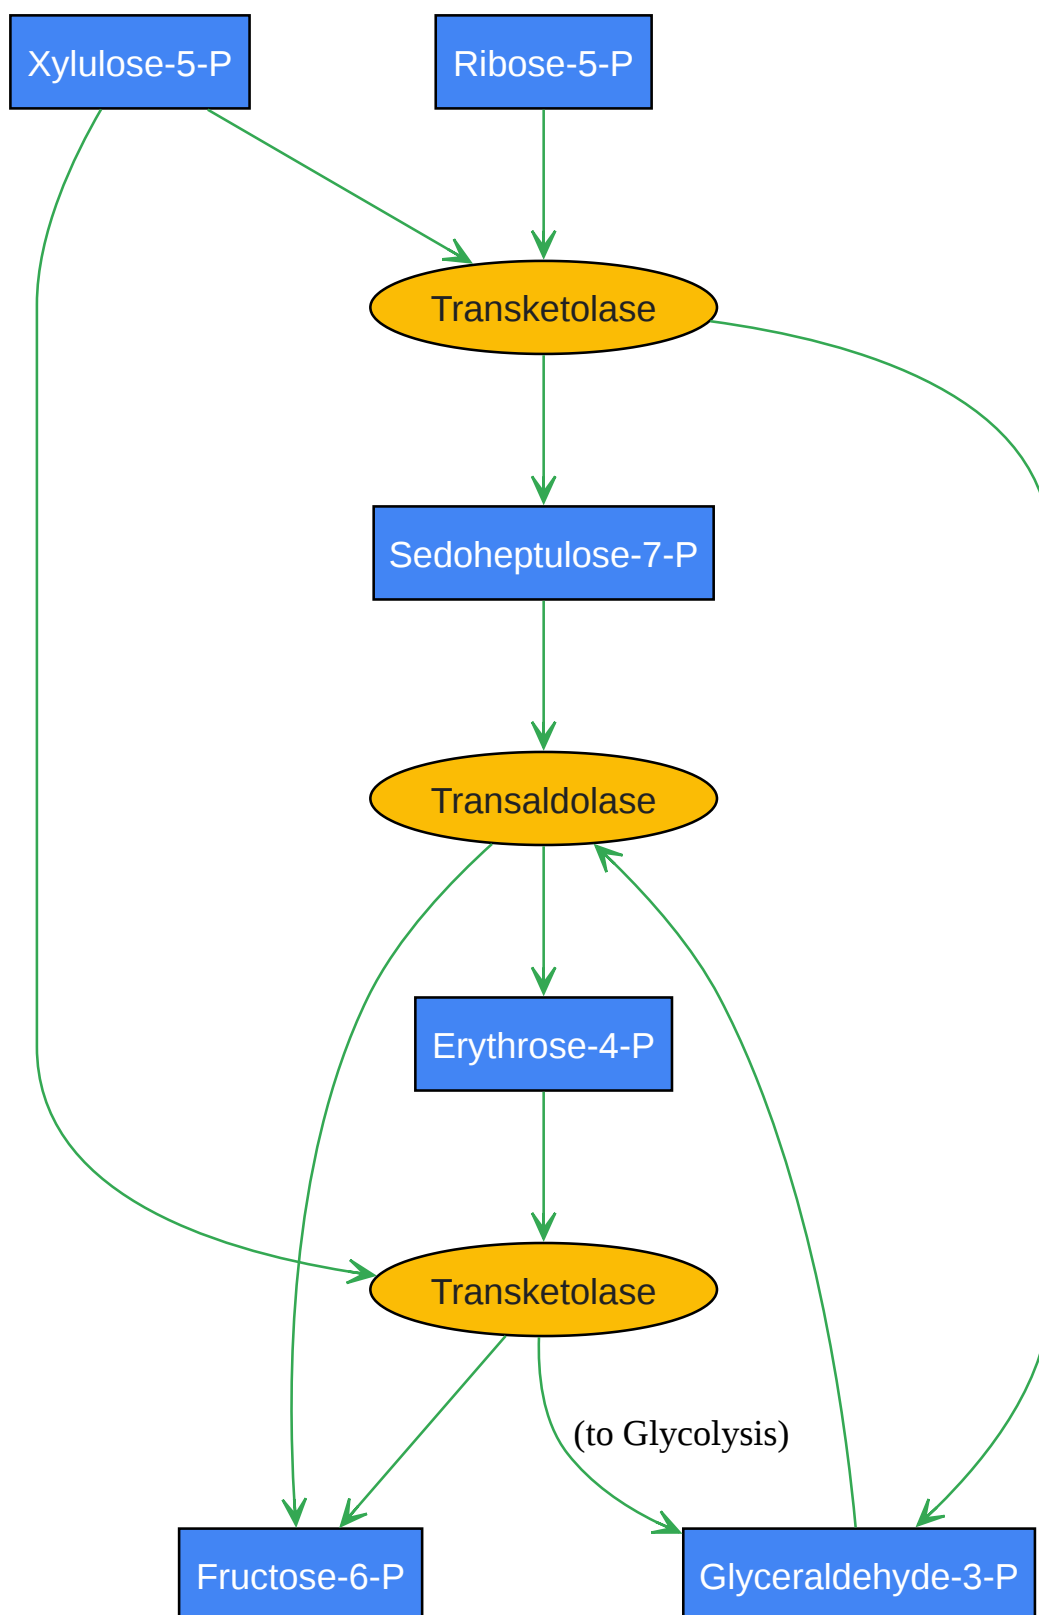 Xylulose-5-P
Ribose-5-P
Transketolase
Sedoheptulose-7-P
Transaldolase
Erythrose-4-P
Transketolase
(to Glycolysis)
Fructose-6-P
Glyceraldehyde-3-P